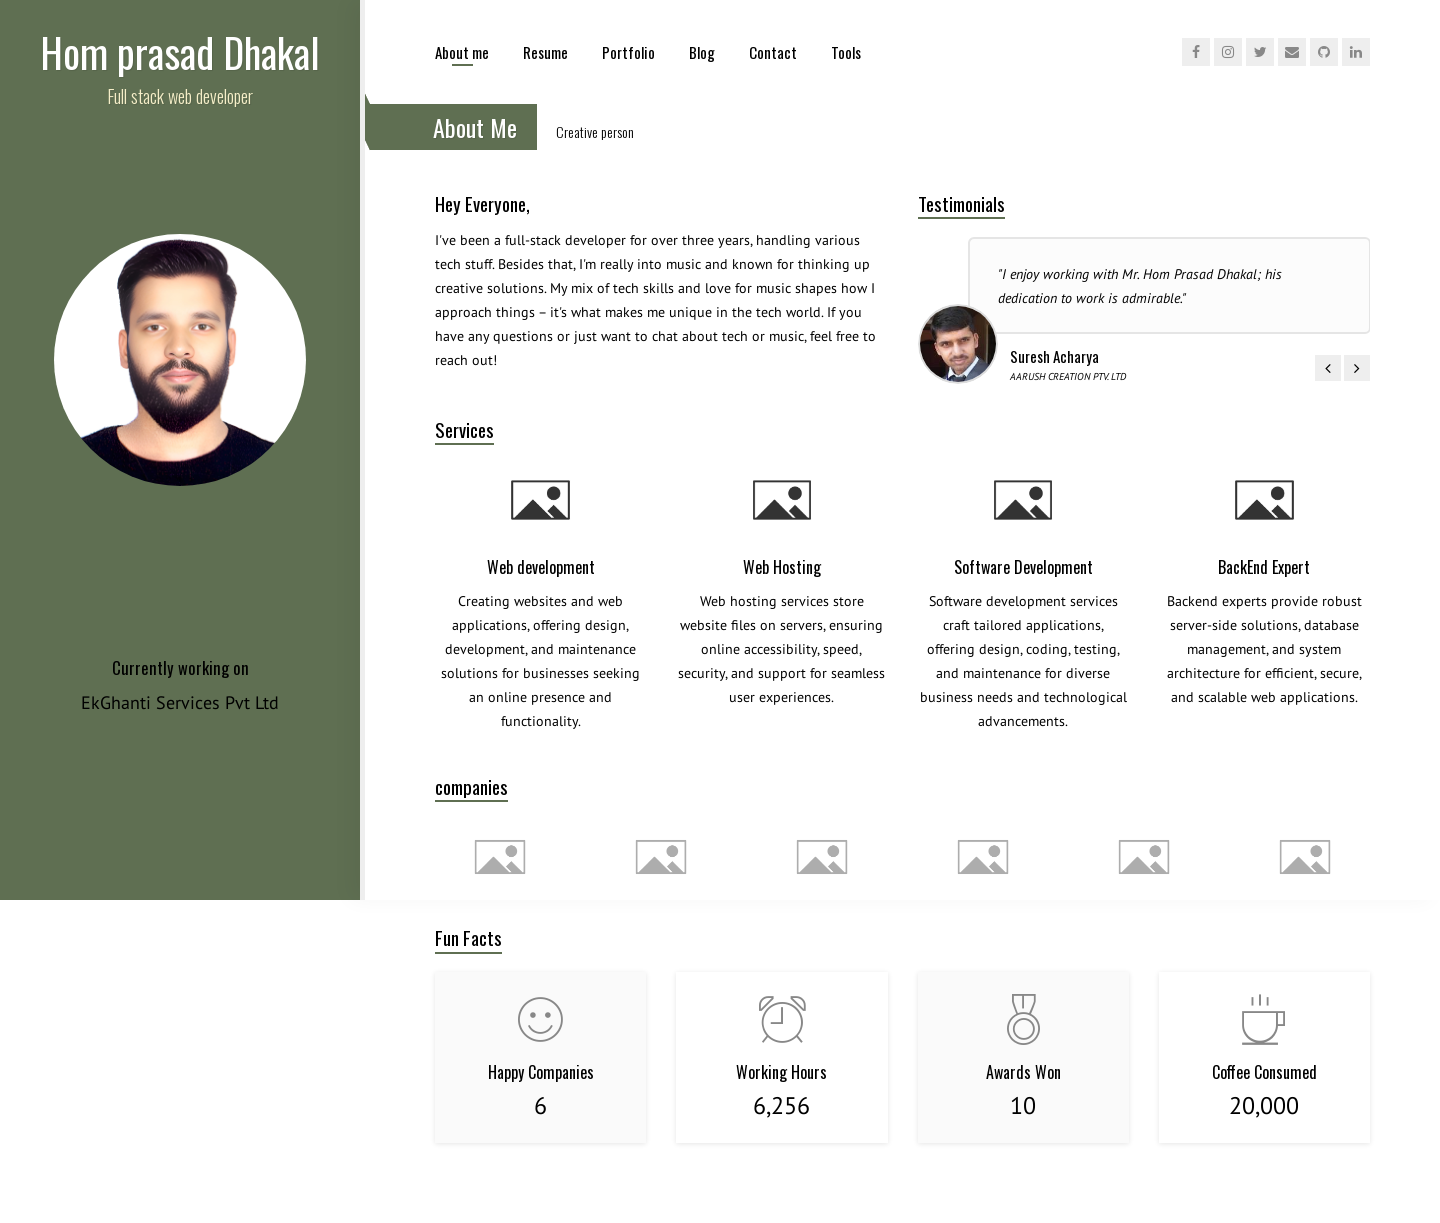 Hom prasad Dhakal
Full stack web developer
Currently working on
EkGhanti Services Pvt Ltd
About me
Resume
Portfolio
Blog
Contact
Tools
About Me
Creative person
Hey Everyone,
I've been a full-stack developer for over three years, handling various
tech stuff. Besides that, I'm really into music and known for thinking up
creative solutions. My mix of tech skills and love for music shapes how I
approach things – it's what makes me unique in the tech world. If you
have any questions or just want to chat about tech or music, feel free to
reach out!
Testimonials
"I enjoy working with Mr. Hom Prasad Dhakal; his
dedication to work is admirable."
Suresh Acharya
AARUSH CREATION PTV. LTD
Services
Web development
Creating websites and web
applications, offering design,
development, and maintenance
solutions for businesses seeking
an online presence and
functionality.
Web Hosting
Web hosting services store
website files on servers, ensuring
online accessibility, speed,
security, and support for seamless
user experiences.
Software Development
Software development services
craft tailored applications,
offering design, coding, testing,
and maintenance for diverse
business needs and technological
advancements.
BackEnd Expert
Backend experts provide robust
server-side solutions, database
management, and system
architecture for efficient, secure,
and scalable web applications.
companies
Fun Facts
Happy Companies
6
Working Hours
6,256
Awards Won
10
Coffee Consumed
20,000